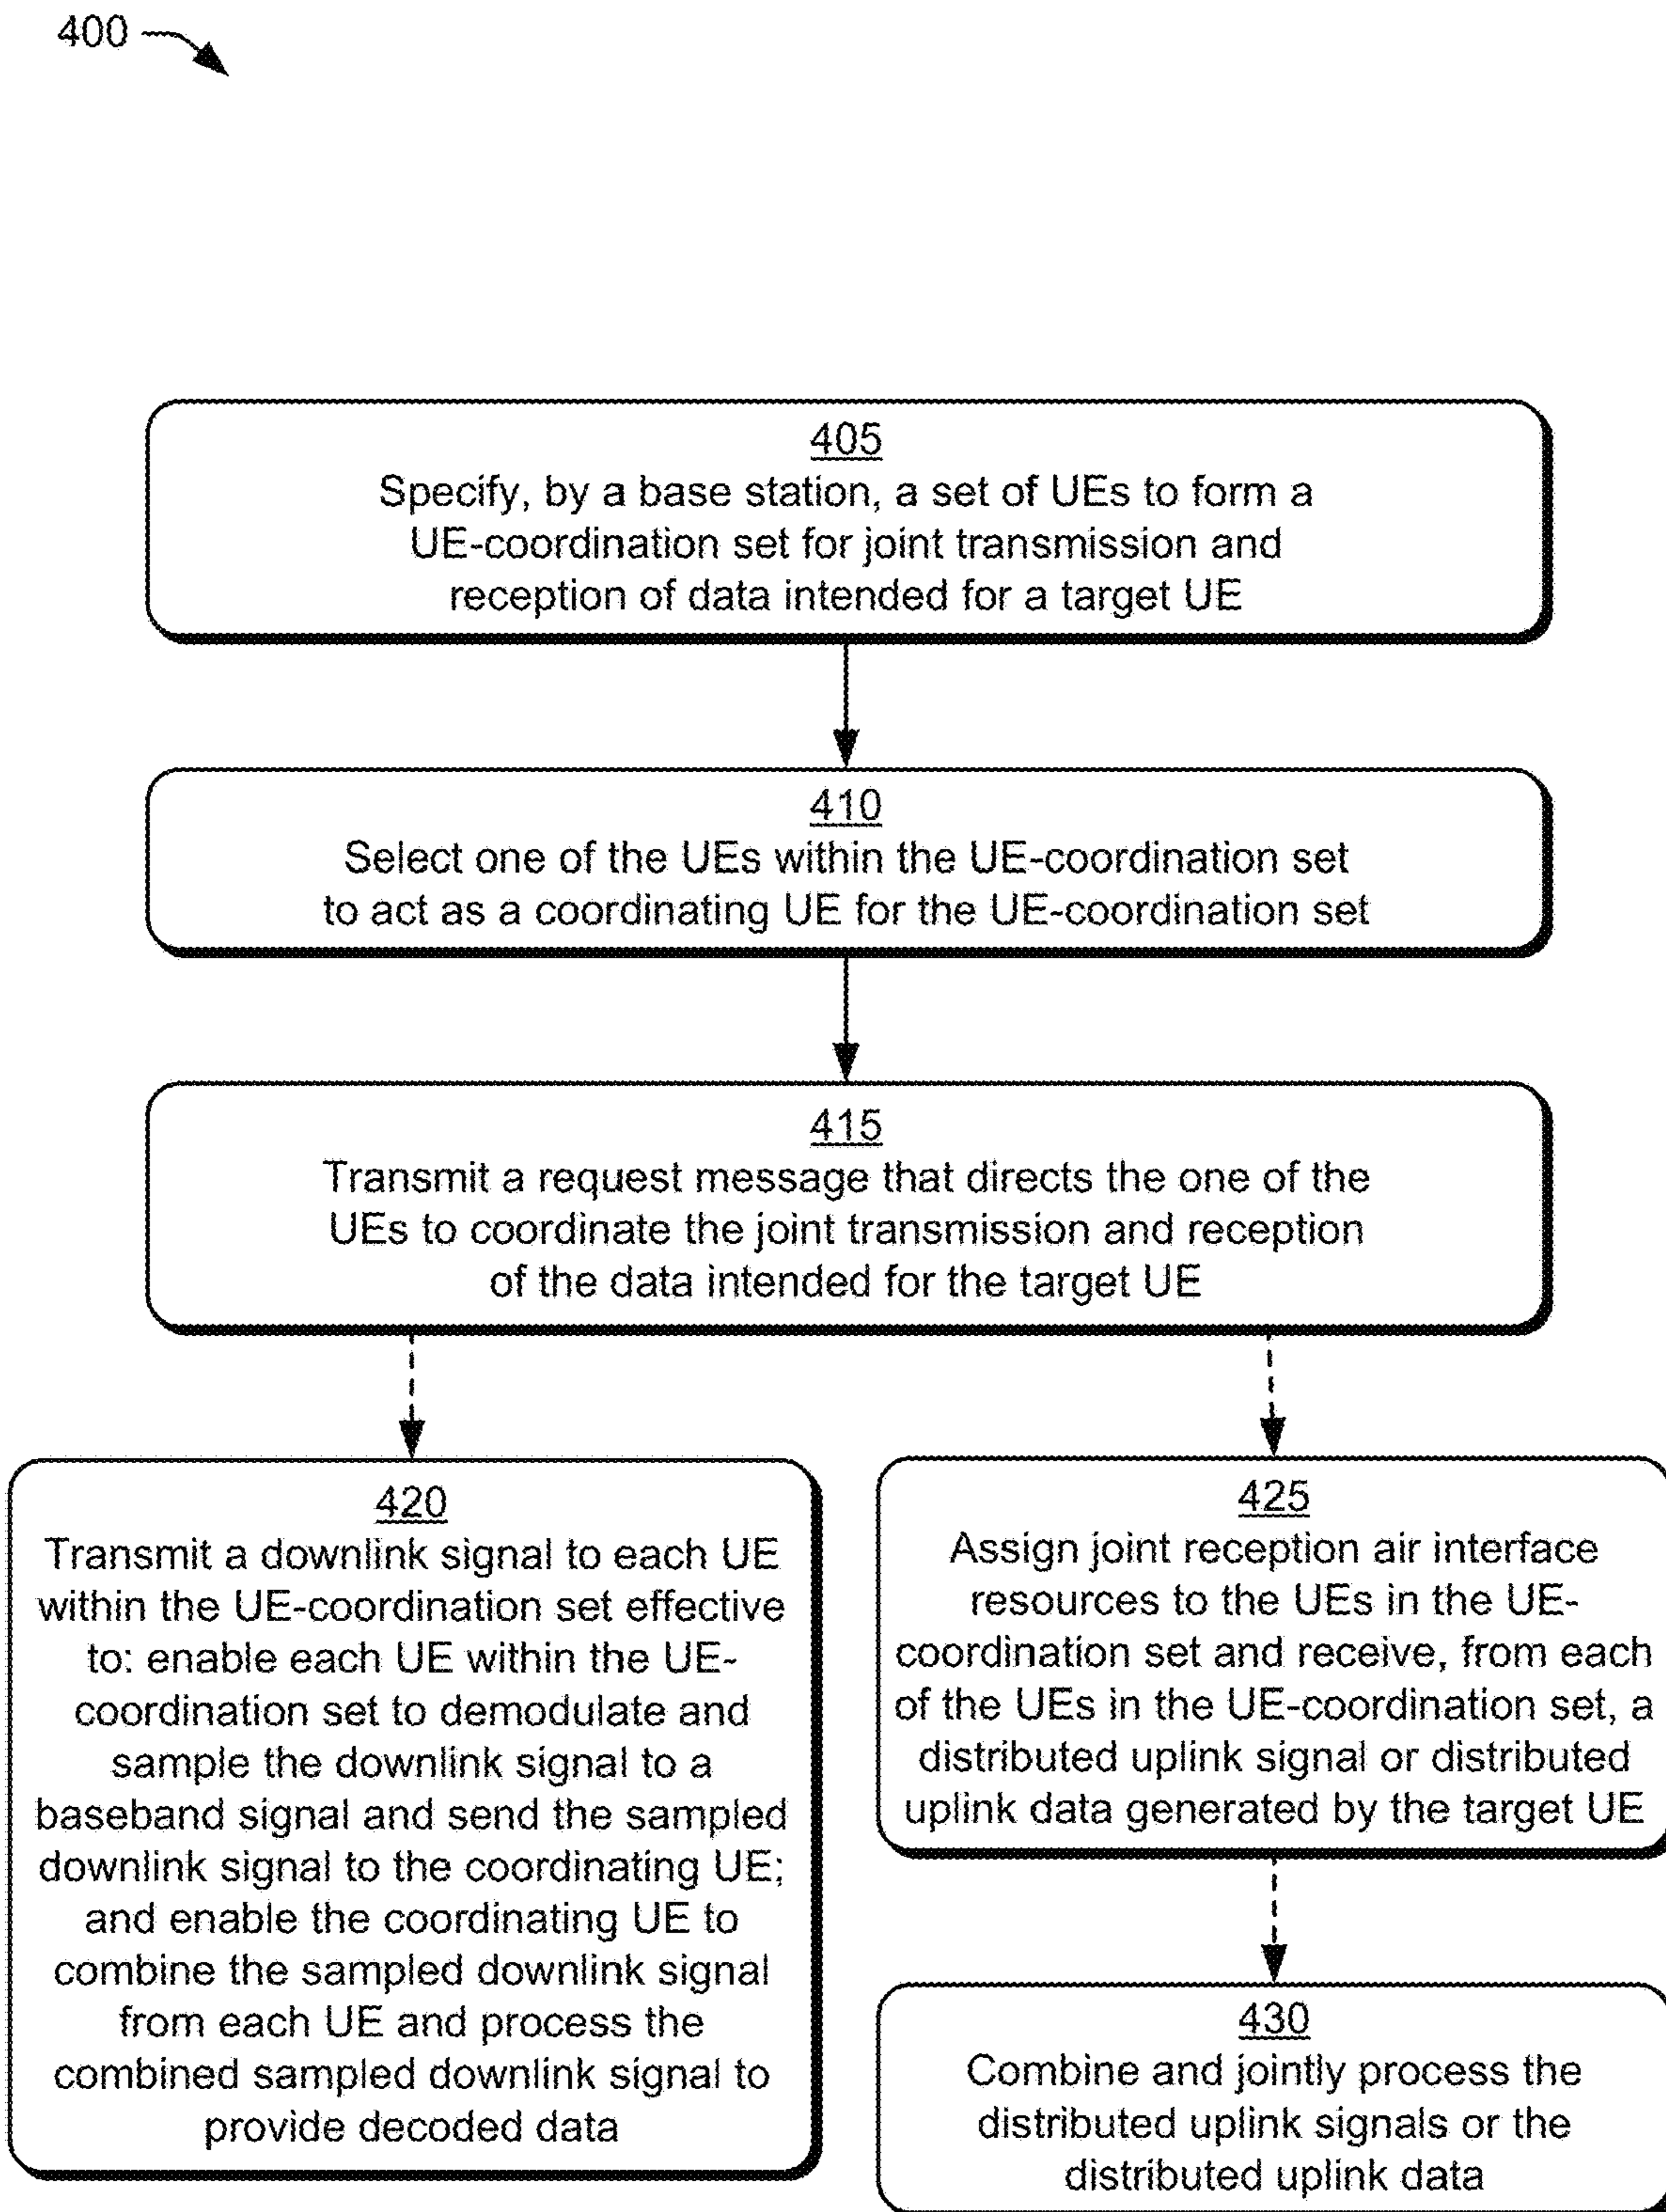 400
405
Specify, by a base station, a set of UEs to form a
UE-coordination set for joint transmission and
reception of data intended for a target UE
410
Select one of the UEs within the UE-coordination set
to act as a coordinating UE for the UE-coordination set
415
Transmit a request message that directs the one of the
UEs to coordinate the joint transmission and reception
of the data intended for the target UE
420
Transmit a downlink signal to each UE
within the UE-coordination set effective
to: enable each UE within the UE-
coordination set to demodulate and
sample the downlink signal to a
baseband signal and send the sampled
downlink signal to the coordinating UE;
and enable the coordinating UE to
combine the sampled downlink signal
from each UE and process the
combined sampled downlink signal to
provide decoded data
425
Assign joint reception air interface
resources to the UEs in the UE-
coordination set and receive, from each
of the UEs in the UE-coordination set, a
distributed uplink signal or distributed
uplink data generated by the target UE
430
Combine and jointly process the
distributed uplink signals or the
distributed uplink data